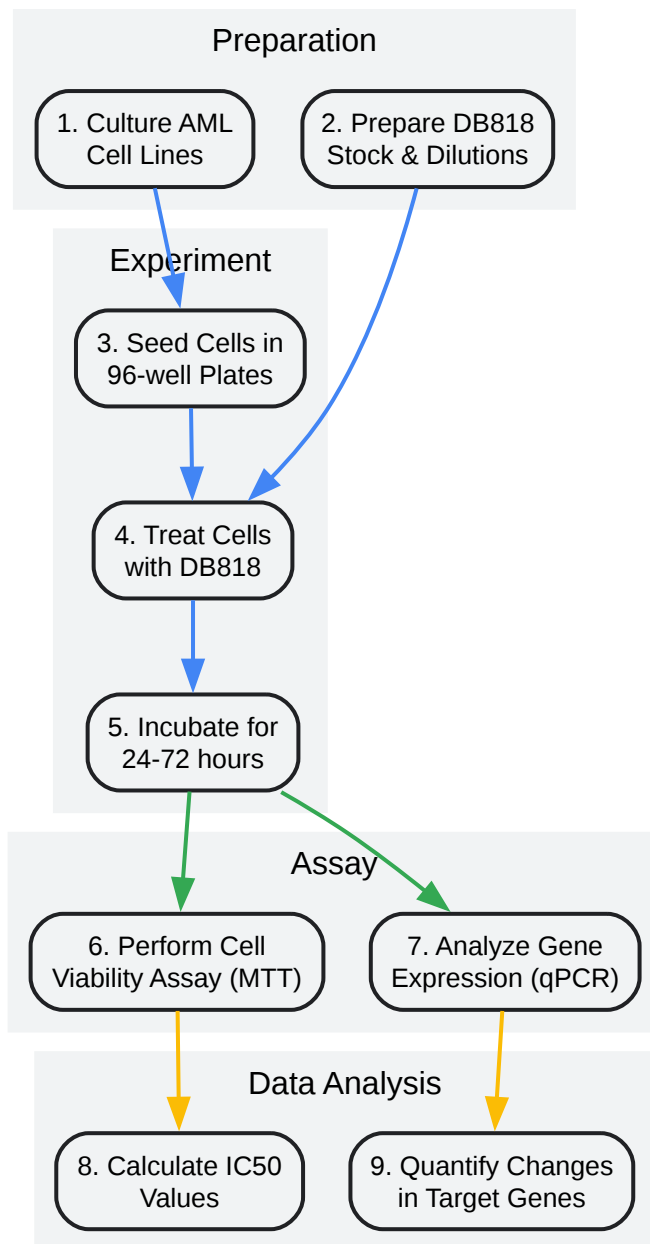 Preparation
1. Culture AML
Cell Lines
2. Prepare DB818
Stock & Dilutions
Experiment
3. Seed Cells in
96-well Plates
4. Treat Cells
with DB818
5. Incubate for
24-72 hours
Assay
6. Perform Cell
Viability Assay (MTT)
7. Analyze Gene
Expression (qPCR)
Data Analysis
8. Calculate IC50
Values
9. Quantify Changes
in Target Genes